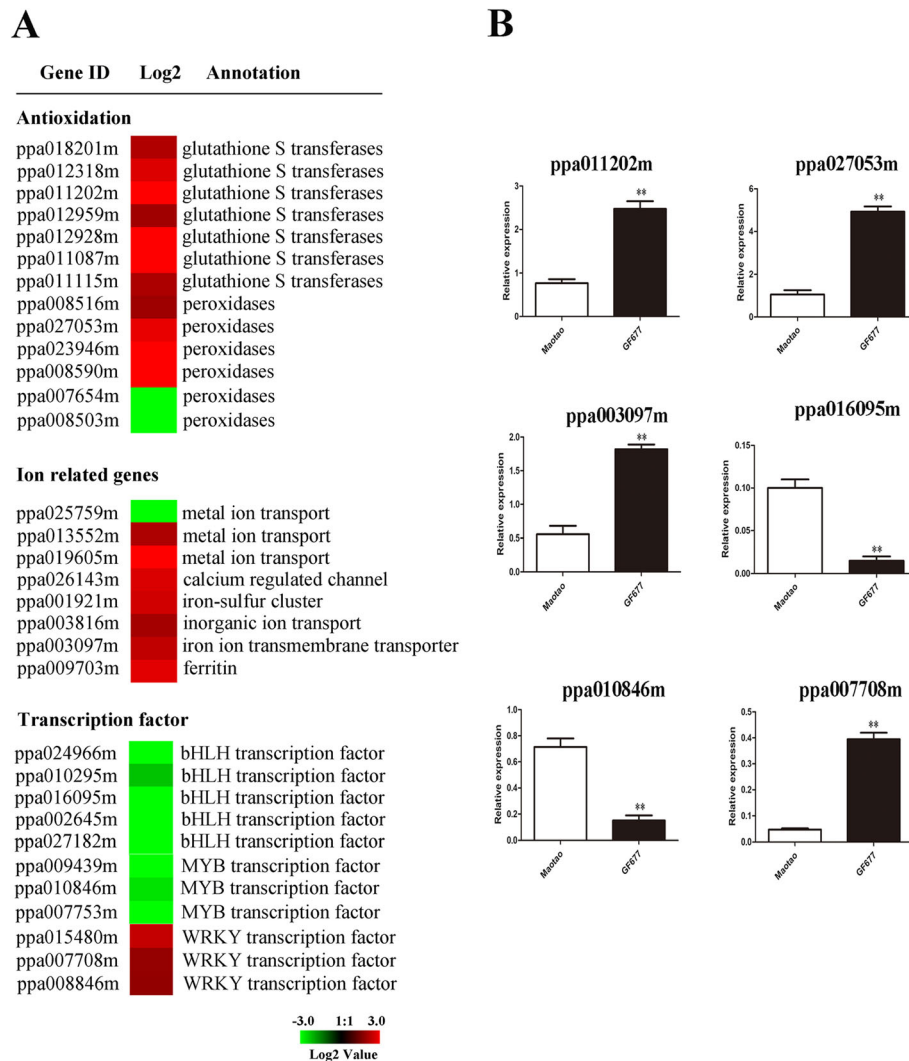 A
Gene ID Log2 Annotation
Antioxidation
ppa018201m glutathione S transferases
ppa012318m glutathione S transferases
ppa011202m glutathione S transferases
ppa012959m glutathione S transferases
ppa012928m glutathione S transferases
ppa011087m glutathione S transferases
ppa011115m glutathione S transferases
ppa008516m peroxidases
ppa027053m peroxidases
ppa023946m peroxidases
ppa008590m peroxidases
ppa007654m peroxidases
ppa008503m peroxidases
Ion related genes
ppa025759m metal ion transport
ppa013552m metal ion transport
ppa019605m metal ion transport
ppa026143m calcium regulated channel
ppa001921m iron-sulfur cluster
ppa003816m inorganic ion transport
ppa003097m iron ion transmembrane transporter
ppa009703m ferritin
Transcription factor
ppa024966m bHLH transcription factor
ppa010295m bHLH transcription factor
ppa016095m bHLH transcription factor
ppa002645m bHLH transcription factor
ppa027182m bHLH transcription factor
ppa009439m MYB transcription factor
ppa010846m MYB transcription factor
ppa007753m MYB transcription factor
ppa015480m WRKY transcription factor
ppa007708m WRKY transcription factor
ppa008846m WRKY transcription factor
-3.0 1:1 3.0
Log2 Value
B
ppa011202m
Relative expression
3
2
1
0
**
Maotao GF677
ppa027053m
Relative expression
6
4
2
0
**
Maotao GF677
ppa003097m
Relative expression
2.0
1.5
1.0
0.5
0.0
**
Maotao GF677
ppa016095m
Relative expression
0.15
0.10
0.05
0.00
**
Maotao GF677
ppa010846m
Relative expression
0.8
0.6
0.4
0.2
0.0
**
Maotao GF677
ppa007708m
Relative expression
0.5
0.4
0.3
0.2
0.1
0.0
**
Maotao GF677